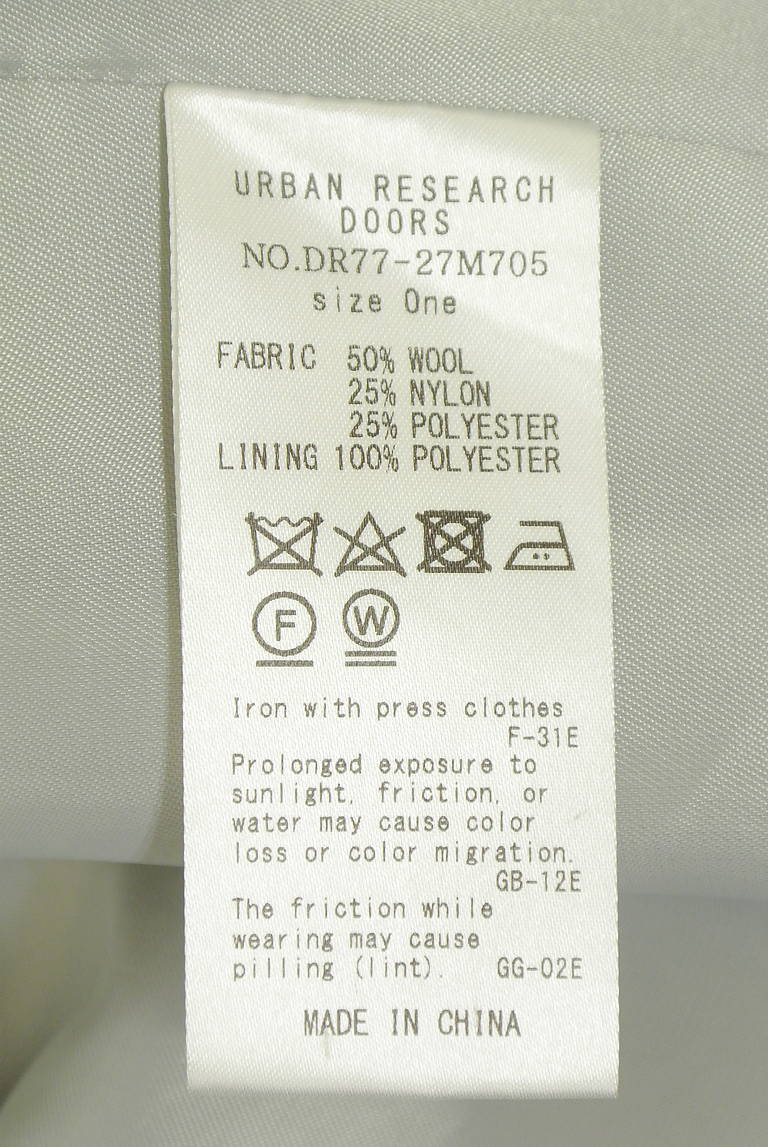 URBAN RESEARCH
DOORS
NO.DR77-27M705
size One
FABRIC 50% WOOL
25% NYLON
25% POLYESTER
LINING 100% POLYESTER
F W
Iron with press clothes
F-31E
Prolonged exposure to
sunlight, friction, or
water may cause color
loss or color migration.
GB-12E
The friction while
wearing may cause
pilling (lint). GG-02E
MADE IN CHINA